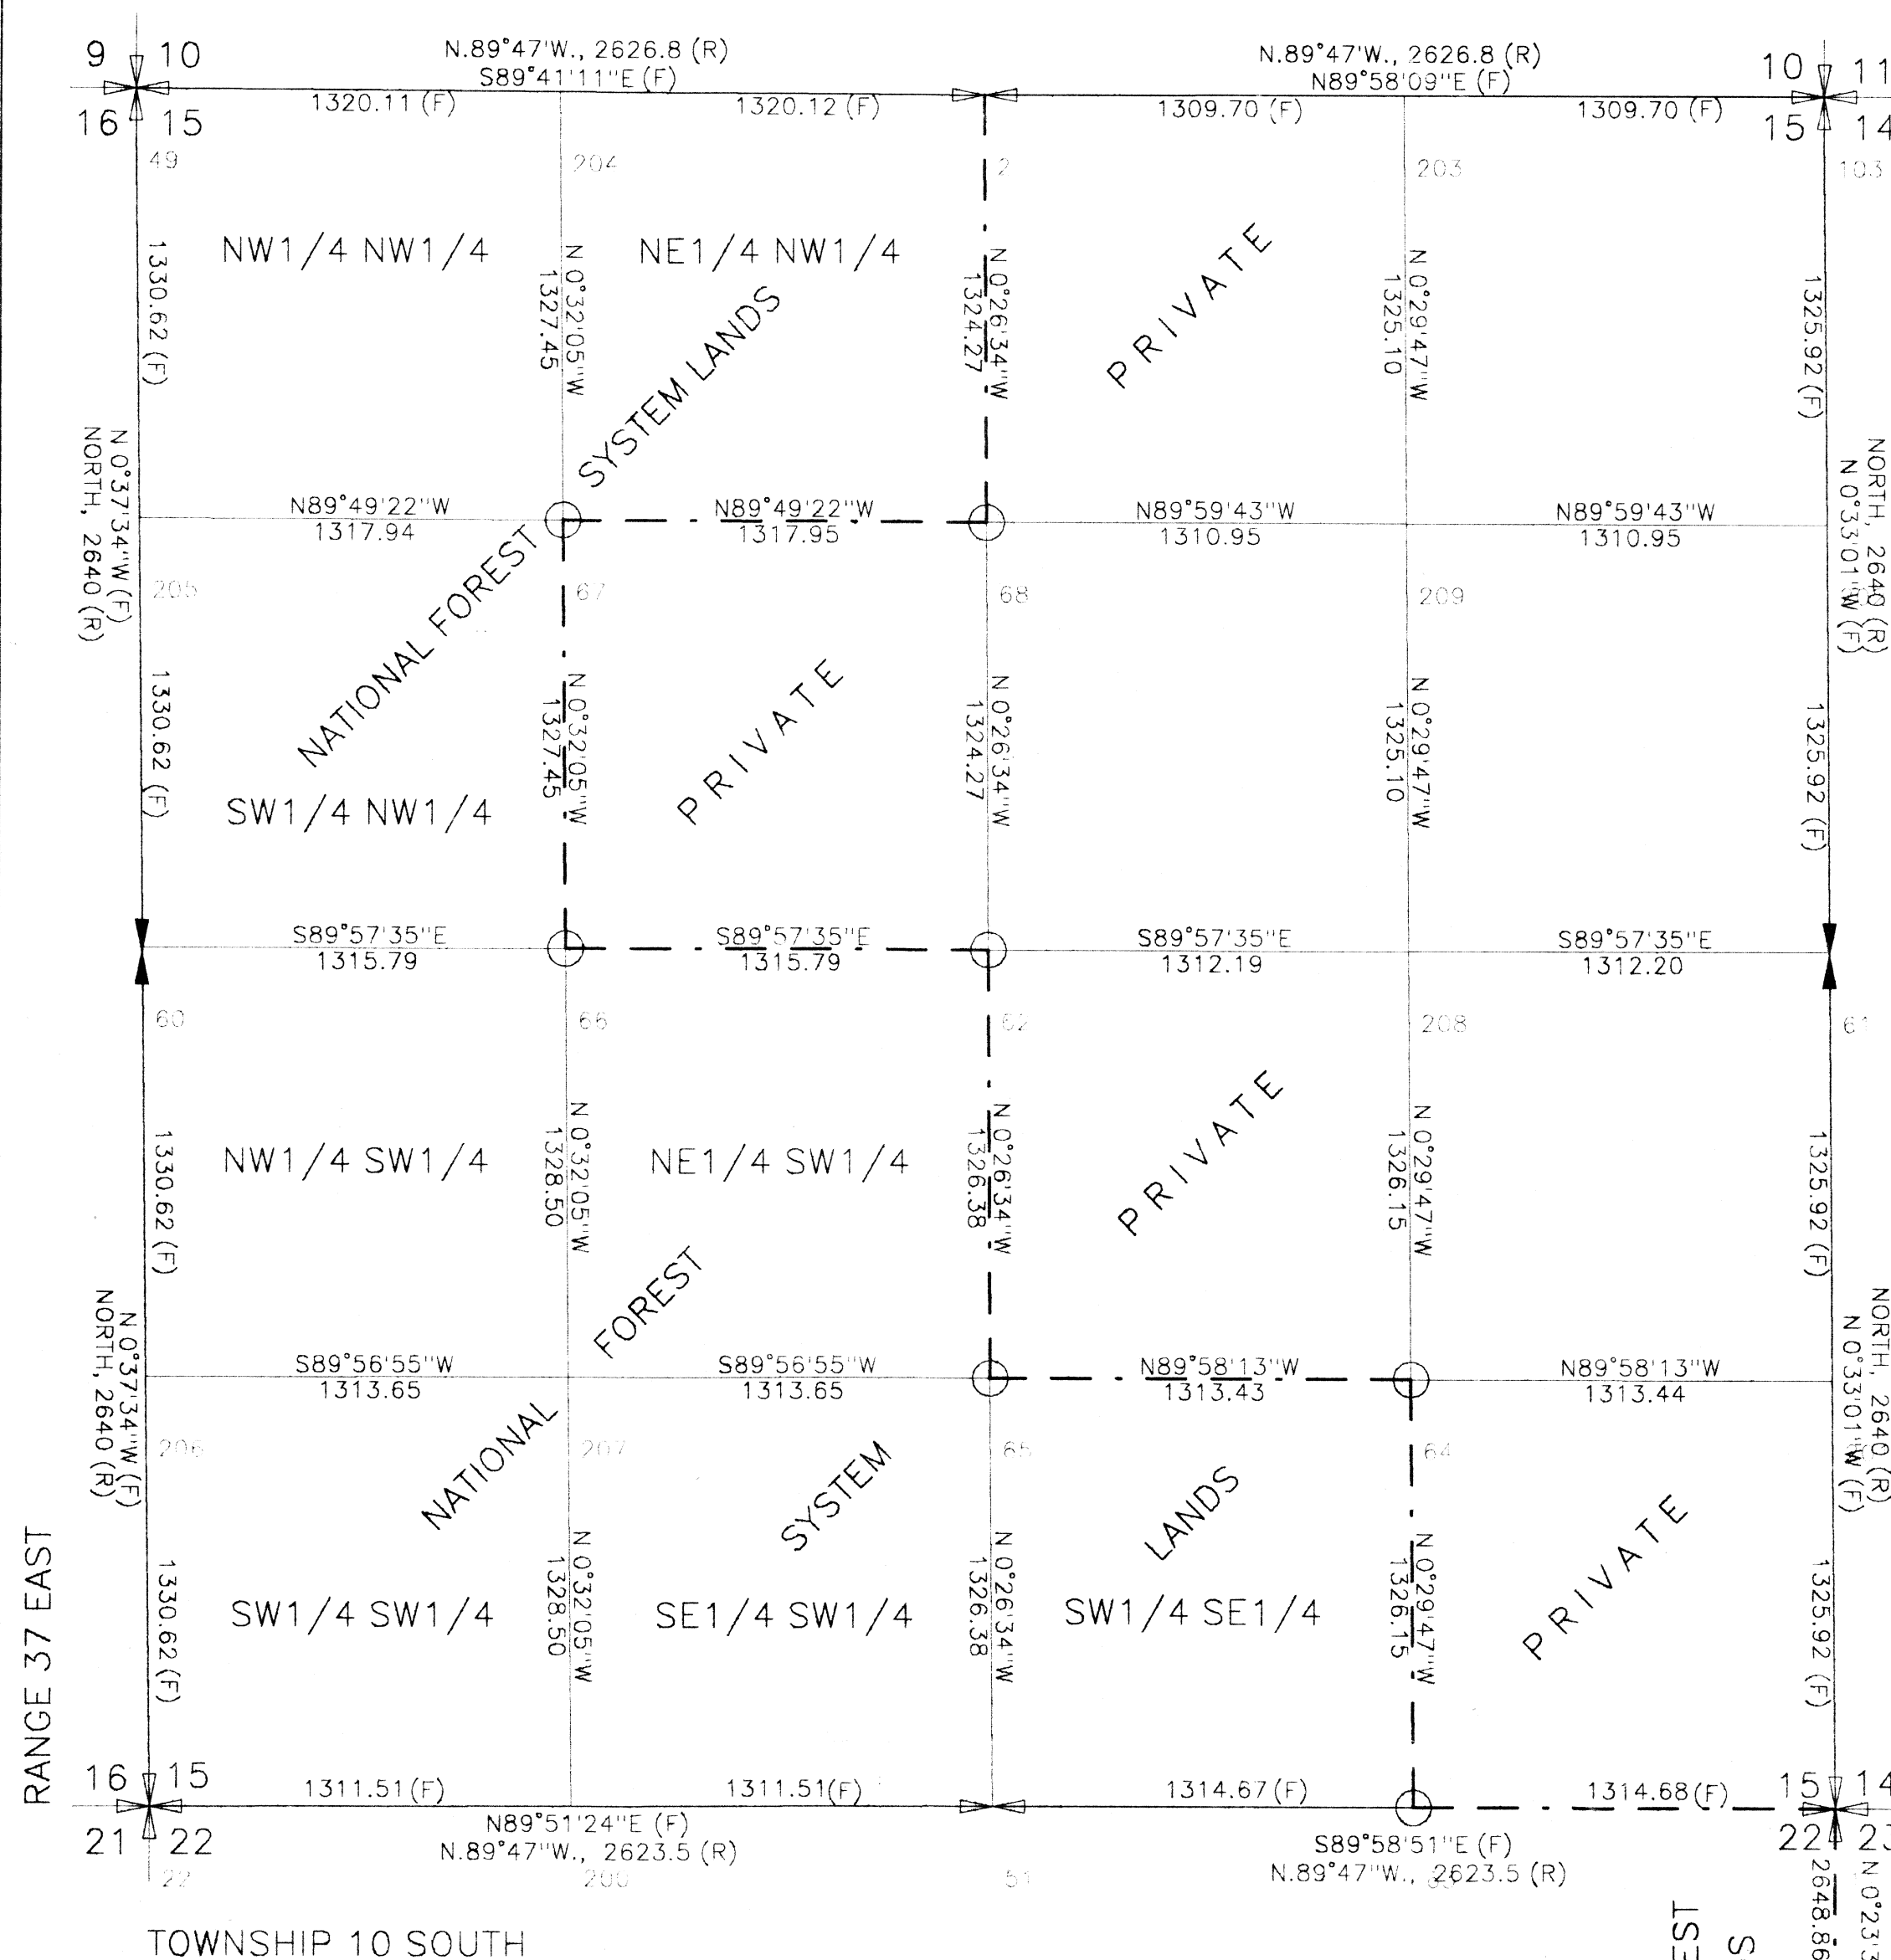 9 10
N.89°47'W., 2626.8 (R)
S89°41'11"E (F)
N.89°47'W., 2626.8 (R)
N89°58'09"E (F)
10 11
1320.11 (F)
1320.12 (F)
1309.70 (F)
1309.70 (F)
16 15
15 14
49
204
2
203
103
NW1/4 NW1/4
NE1/4 NW1/4
PRIVATE
1330.62 (F)
N 0°32'05"W
1327.45
N 0°26'34"W
1324.27
N 0°29'47"W
1325.10
1325.92 (F)
SYSTEM LANDS
N 0°37'34"W (F)
NORTH, 2640 (R)
NORTH, 2640 (R)
N 0°33'01"W (F)
N89°49'22"W
1317.94
N89°49'22"W
1317.95
N89°59'43"W
1310.95
N89°59'43"W
1310.95
NATIONAL FOREST
205
67
68
209
1330.62 (F)
N 0°32'05"W
1327.45
PRIVATE
N 0°26'34"W
1324.27
N 0°29'47"W
1325.10
1325.92 (F)
SW1/4 NW1/4
S89°57'35"E
1315.79
S89°57'35"E
1315.79
S89°57'35"E
1312.19
S89°57'35"E
1312.20
60
66
62
208
61
1330.62 (F)
NW1/4 SW1/4
N 0°32'05"W
1328.50
NE1/4 SW1/4
N 0°26'34"W
1326.38
PRIVATE
N 0°29'47"W
1326.15
1325.92 (F)
FOREST
N 0°37'34"W (F)
NORTH, 2640 (R)
NORTH, 2640 (R)
N 0°33'01"W (F)
S89°56'55"W
1313.65
S89°56'55"W
1313.65
N89°58'13"W
1313.43
N89°58'13"W
1313.44
206
207
65
64
NATIONAL
SYSTEM
LANDS
PRIVATE
1330.62 (F)
N 0°32'05"W
1328.50
N 0°26'34"W
1326.38
N 0°29'47"W
1326.15
1325.92 (F)
SW1/4 SW1/4
SE1/4 SW1/4
SW1/4 SE1/4
RANGE 37 EAST
16 15
1311.51(F)
1311.51(F)
1314.67(F)
1314.68(F)
15 14
21 22
N89°51'24"E (F)
N.89°47"W., 2623.5 (R)
S89°58'51"E (F)
N.89°47"W., 2623.5 (R)
22
22
200
51
2648.86
N 0°23'3
TOWNSHIP 10 SOUTH